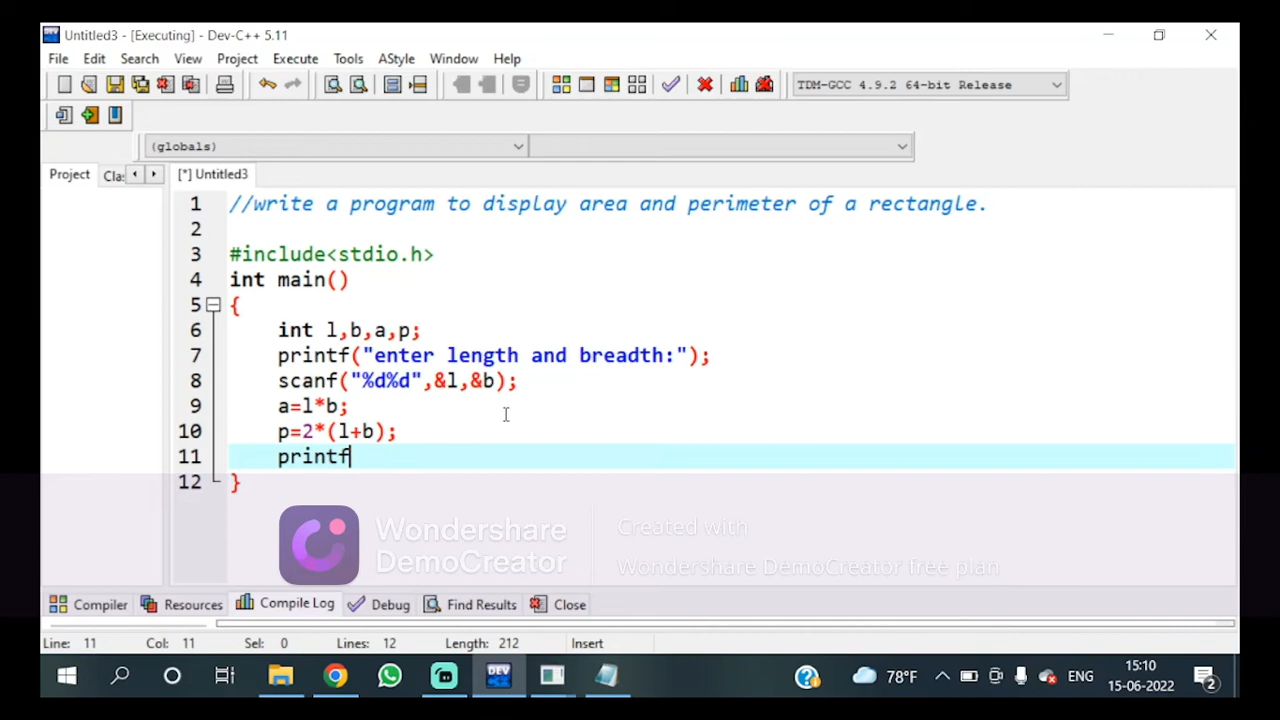 Untitled3 - [Executing] - Dev-C++ 5.11
File Edit Search View Project Execute Tools AStyle Window Help
TDM-GCC 4.9.2 64-bit Release
(globals)
Project Clas [*] Untitled3
1 //write a program to display area and perimeter of a rectangle.
2
3 #include<stdio.h>
4 int main()
5 {
6 int l,b,a,p;
7 printf("enter length and breadth:");
8 scanf("%d%d",&l,&b);
9 a=l*b;
10 p=2*(l+b);
11 printf
12 }
Wondershare DemoCreator
Created with
Wondershare DemoCreator free plan
Compiler Resources Compile Log Debug Find Results Close
Line: 11 Col: 11 Sel: 0 Lines: 12 Length: 212 Insert
DEV 78°F ENG 15:10
15-06-2022 2